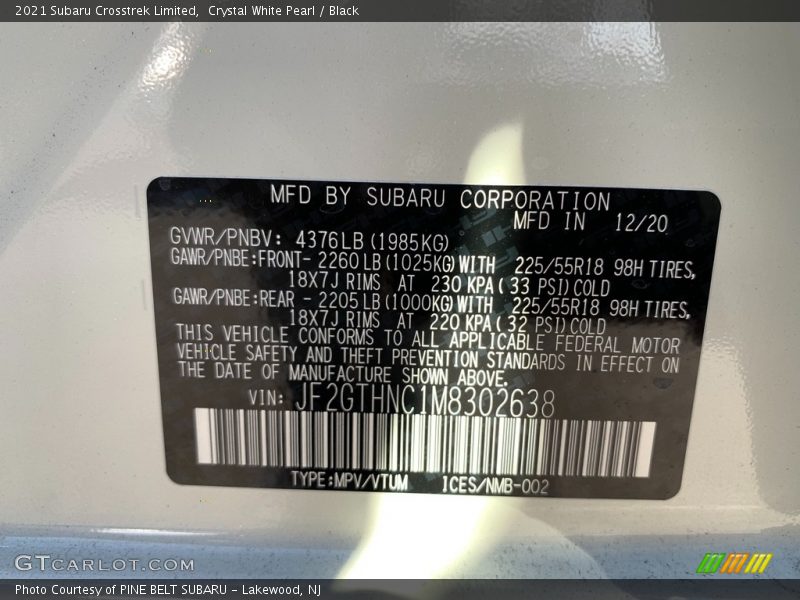 2021 Subaru Crosstrek Limited,  Crystal White Pearl / Black
MFD BY SUBARU CORPORATION
MFD IN 12/20
GVWR/PNBV: 4376LB (1985KG)
GAWR/PNBE:FRONT- 2260 LB (1025KG) WITH 225/55R18 98H TIRES,
18X7J RIMS AT 230 KPA ( 33 PSI) COLD
GAWR/PNBE:REAR - 2205 LB (1000KG) WITH 225/55R18 98H TIRES,
18X7J RIMS AT 220 KPA ( 32 PSI) COLD
THIS VEHICLE CONFORMS TO ALL APPLICABLE FEDERAL MOTOR
VEHICLE SAFETY AND THEFT PREVENTION STANDARDS IN EFFECT ON
THE DATE OF MANUFACTURE SHOWN ABOVE.
VIN: JF2GTHNC1M8302638
TYPE:MPV/VTUM ICES/NMB-002
GTCARLOT.COM
Photo Courtesy of PINE BELT SUBARU - Lakewood, NJ